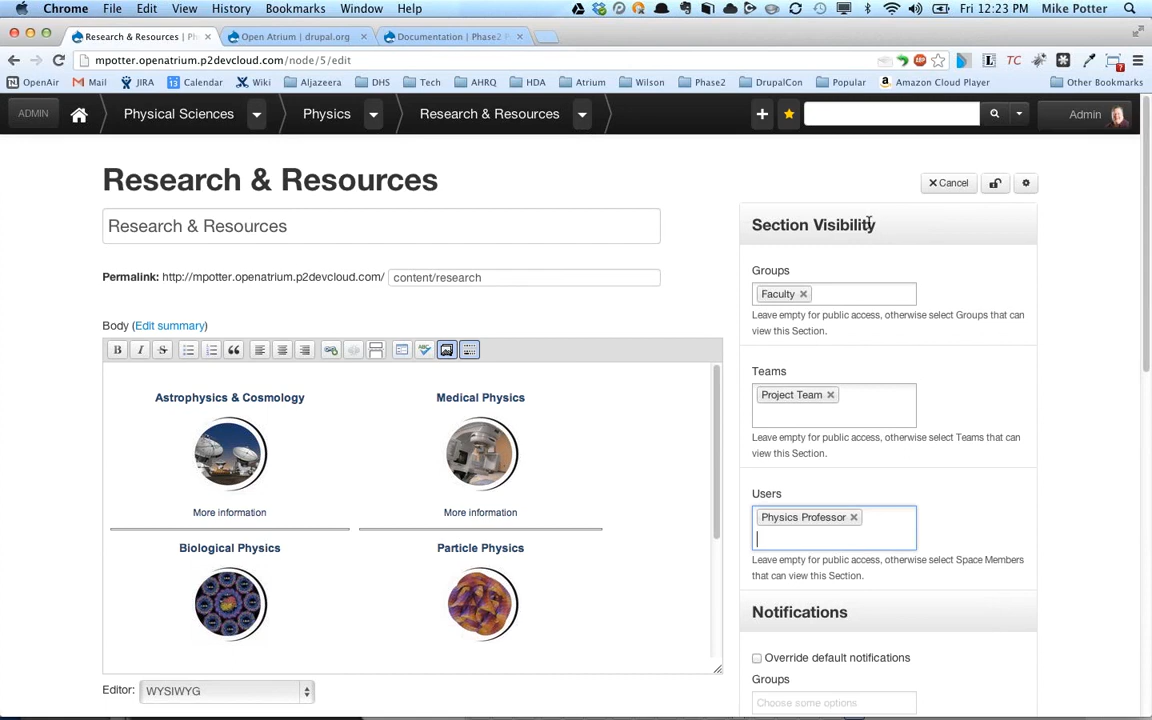 Chrome File Edit View History Bookmarks Window Help Fri 12:23 PM Mike Potter
Research & Resources | Ph Open Atrium | drupal.org Documentation | Phase2 P
mpotter.openatrium.p2devcloud.com/node/5/edit
OpenAir Mail JIRA Calendar Wiki Aljazeera DHS Tech AHRQ HDA Atrium Wilson Phase2 DrupalCon Popular Amazon Cloud Player Other Bookmarks
ADMIN Physical Sciences Physics Research & Resources Admin
Research & Resources
Cancel
Research & Resources
Section Visibility
Permalink: http://mpotter.openatrium.p2devcloud.com/ content/research
Groups
Faculty
Leave empty for public access, otherwise select Groups that can
view this Section.
Body (Edit summary)
B I S ABC
Astrophysics & Cosmology Medical Physics
More information More information
Biological Physics Particle Physics
Teams
Project Team
Leave empty for public access, otherwise select Teams that can
view this Section.
Users
Physics Professor
Leave empty for public access, otherwise select Space Members
that can view this Section.
Notifications
Override default notifications
Groups
Choose some options
Editor: WYSIWYG